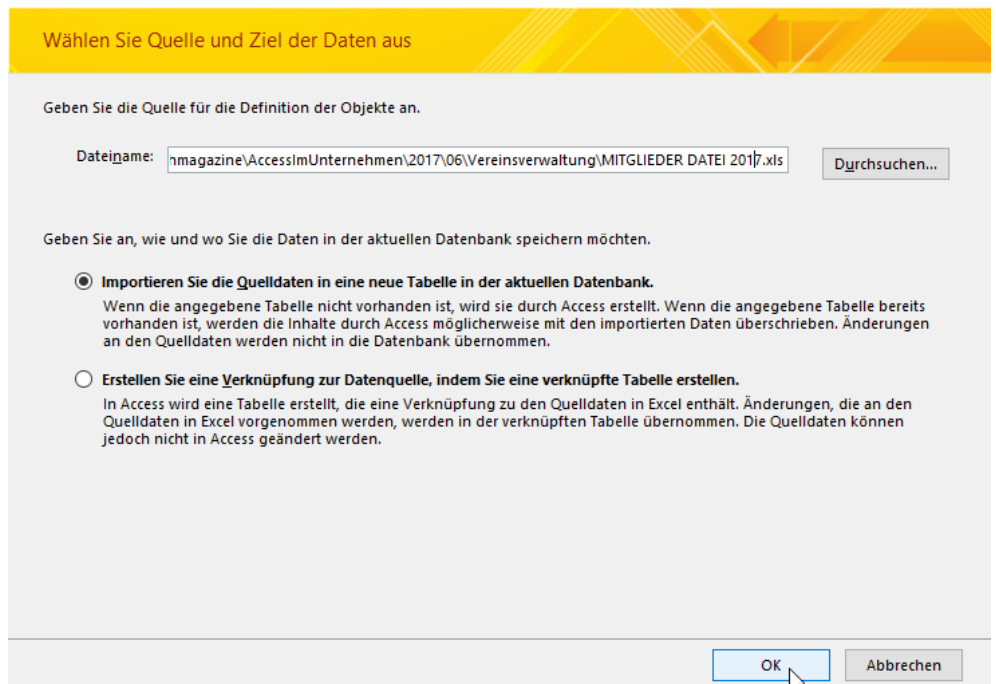 Wählen Sie Quelle und Ziel der Daten aus
Geben Sie die Quelle für die Definition der Objekte an.
Dateiname: hmagazine\AccessImUnternehmen\2017\06\Vereinsverwaltung\MITGLIEDER DATEI 2017.xls Durchsuchen...
Geben Sie an, wie und wo Sie die Daten in der aktuellen Datenbank speichern möchten.
Importieren Sie die Quelldaten in eine neue Tabelle in der aktuellen Datenbank.
Wenn die angegebene Tabelle nicht vorhanden ist, wird sie durch Access erstellt. Wenn die angegebene Tabelle bereits
vorhanden ist, werden die Inhalte durch Access möglicherweise mit den importierten Daten überschrieben. Änderungen
an den Quelldaten werden nicht in die Datenbank übernommen.
Erstellen Sie eine Verknüpfung zur Datenquelle, indem Sie eine verknüpfte Tabelle erstellen.
In Access wird eine Tabelle erstellt, die eine Verknüpfung zu den Quelldaten in Excel enthält. Änderungen, die an den
Quelldaten in Excel vorgenommen werden, werden in der verknüpften Tabelle übernommen. Die Quelldaten können
jedoch nicht in Access geändert werden.
OK Abbrechen